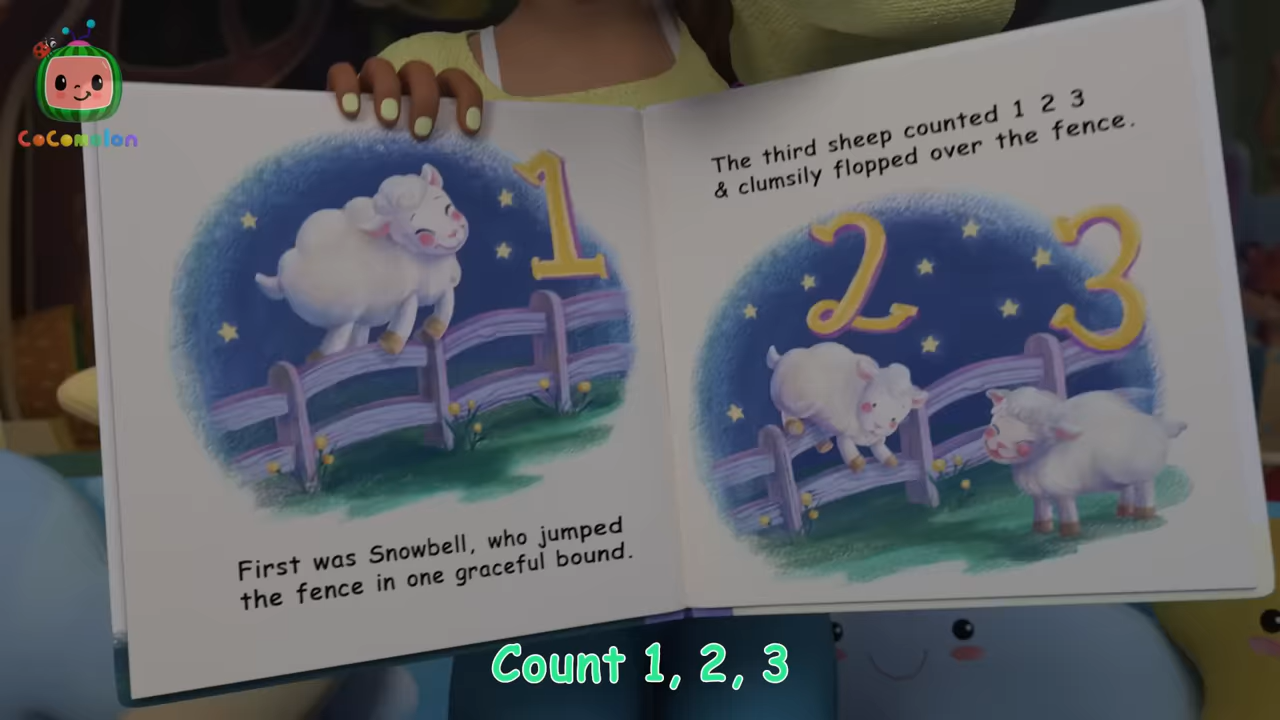 CoCoMelon
1
First was Snowbell, who jumped
the fence in one graceful bound.
The third sheep counted 1 2 3
& clumsily flopped over the fence.
2 3
Count 1, 2, 3